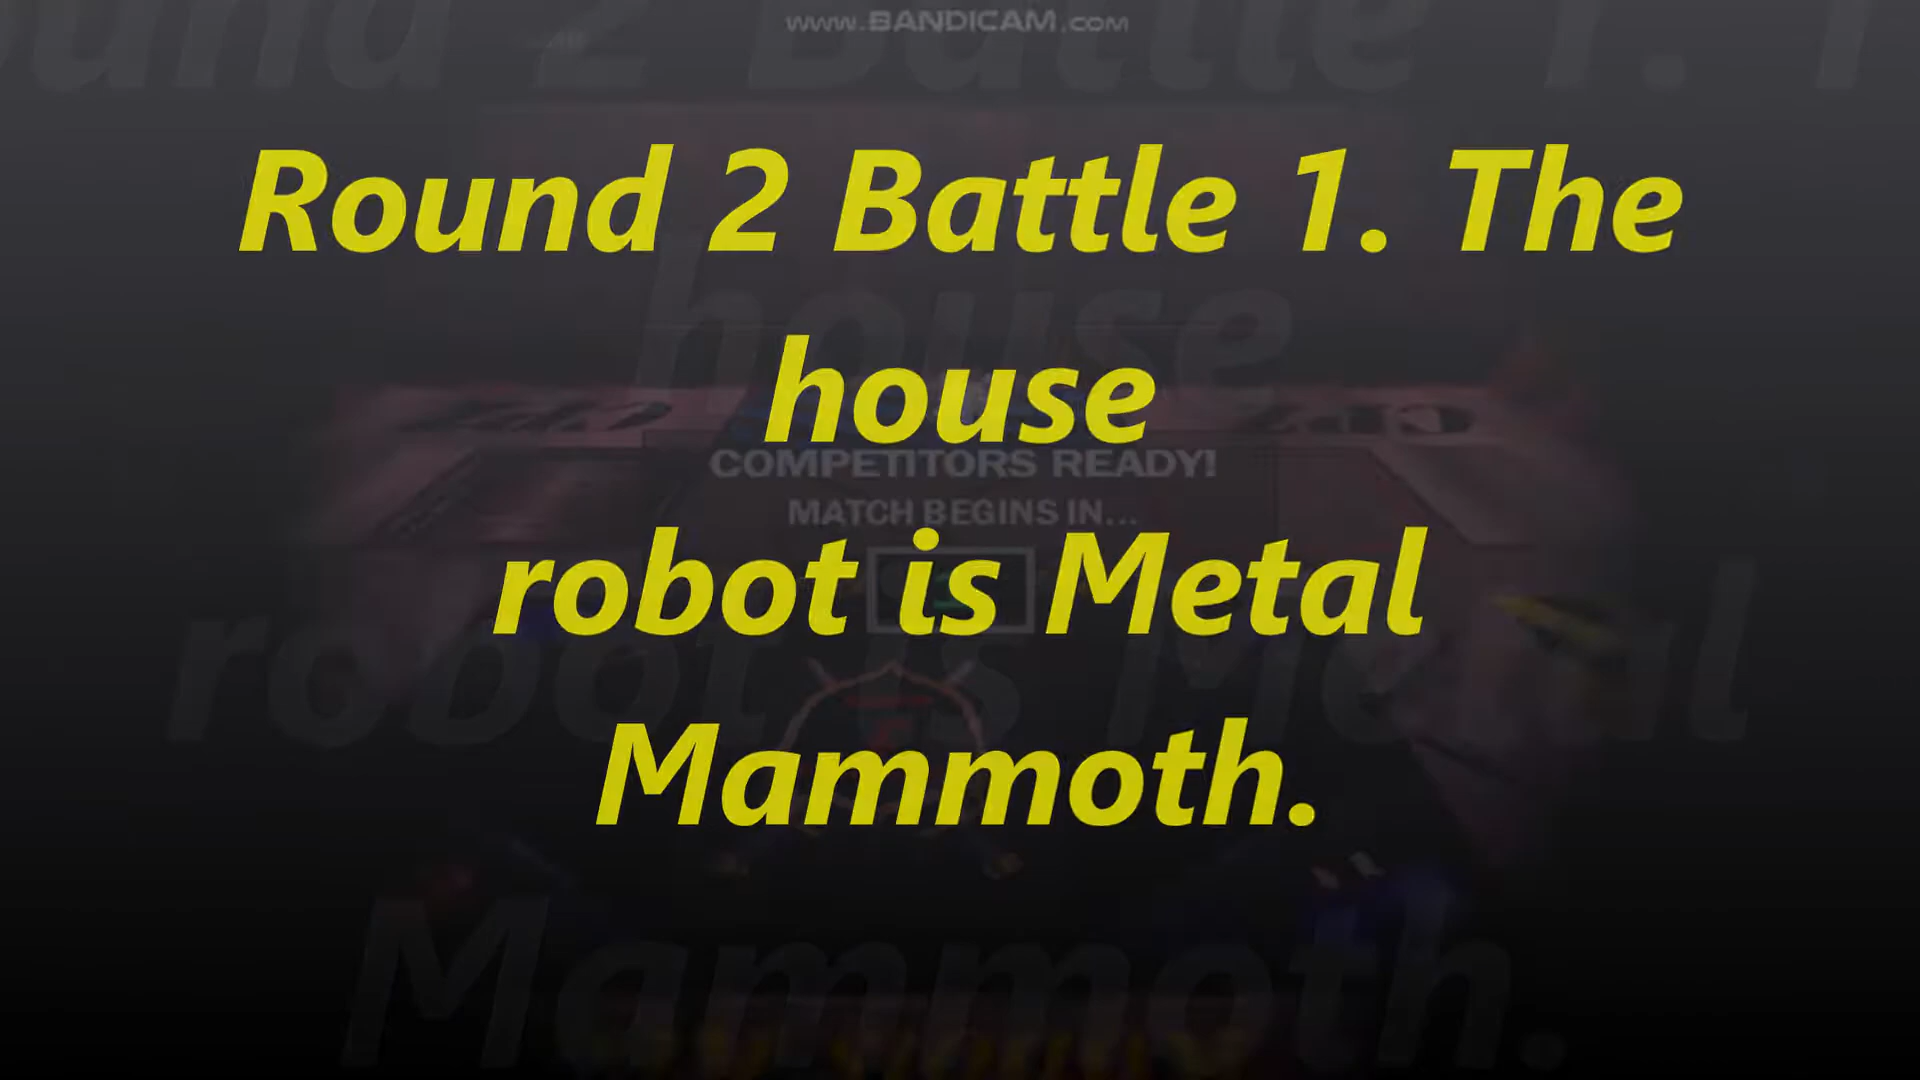 www.BANDICAM.com
Round 2 Battle 1. The
house
COMPETITORS READY!
MATCH BEGINS IN...
robot is Metal
Mammoth.